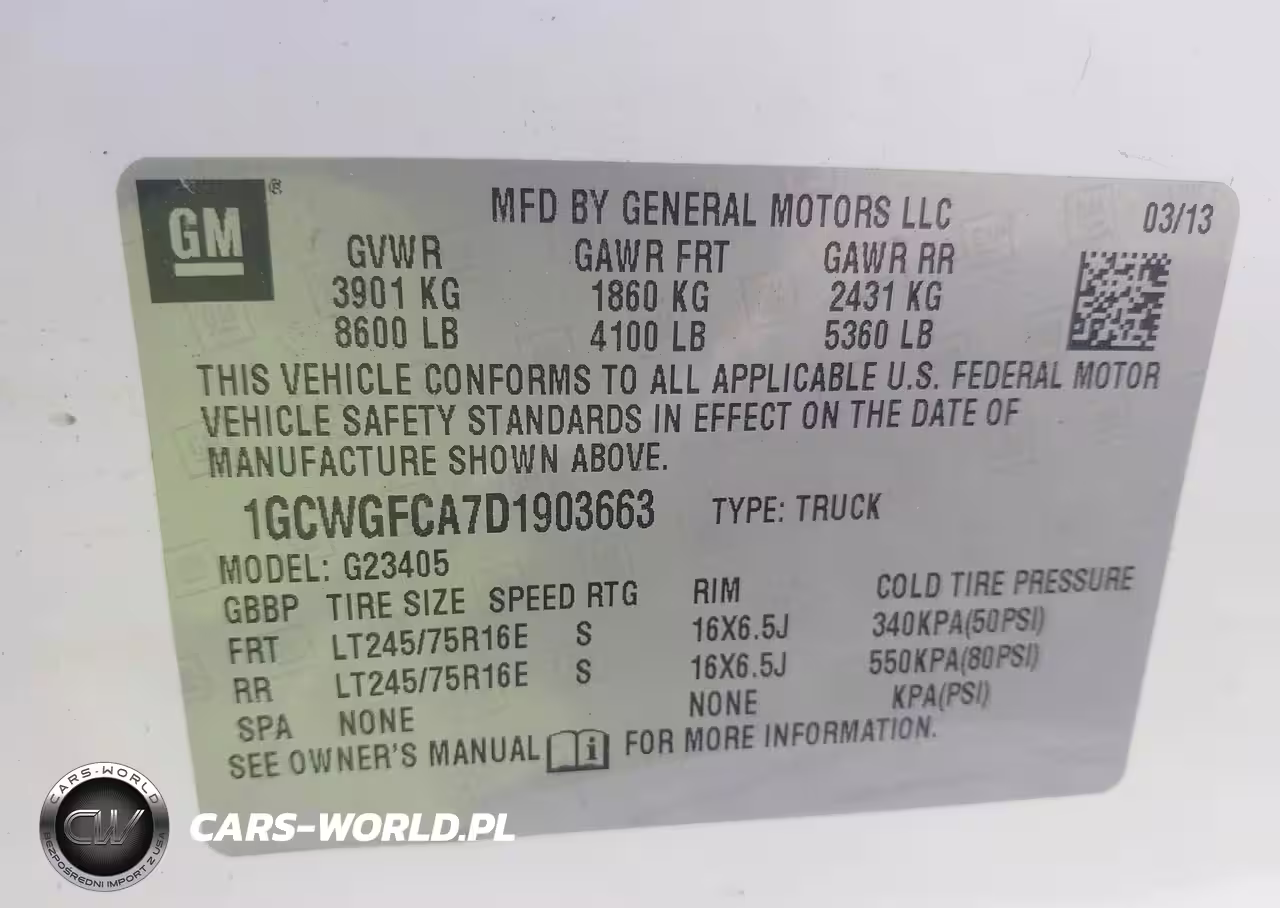 GM ®
MFD BY GENERAL MOTORS LLC 03/13
GVWR GAWR FRT GAWR RR
3901 KG 1860 KG 2431 KG
8600 LB 4100 LB 5360 LB
THIS VEHICLE CONFORMS TO ALL APPLICABLE U.S. FEDERAL MOTOR
VEHICLE SAFETY STANDARDS IN EFFECT ON THE DATE OF
MANUFACTURE SHOWN ABOVE.
1GCWGFCA7D1903663 TYPE: TRUCK
MODEL: G23405
GBBP TIRE SIZE SPEED RTG RIM COLD TIRE PRESSURE
FRT LT245/75R16E S 16X6.5J 340KPA(50PSI)
RR LT245/75R16E S 16X6.5J 550KPA(80PSI)
SPA NONE NONE KPA(PSI)
SEE OWNER'S MANUAL i FOR MORE INFORMATION.
CARS-WORLD
CW
BEZPOŚREDNI IMPORT Z USA
CARS-WORLD.PL